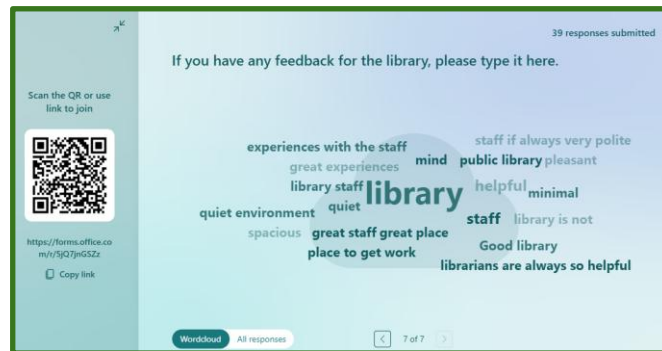 39 responses submitted
If you have any feedback for the library, please type it here.
Scan the QR or use
link to join
https://forms.office.co
m/r/5jQ7jnGSZz
Copy link
experiences with the staff
staff if always very polite
great experiences
mind
public library
pleasant
library staff
library
helpful
minimal
quiet environment
quiet
staff
library is not
spacious
great staff great place
Good library
place to get work
librarians are always so helpful
Wordcloud
All responses
7 of 7